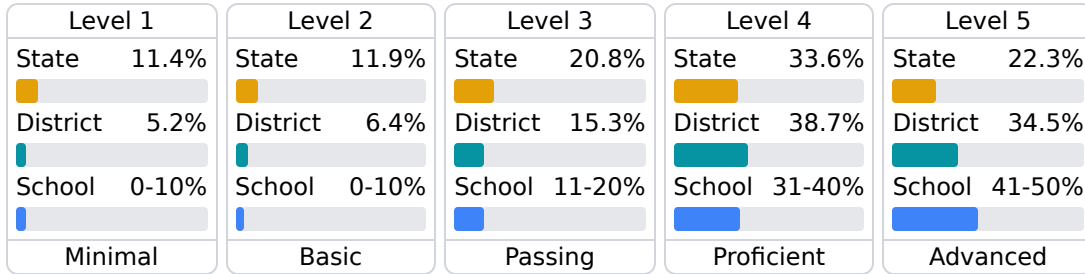 Level 1
State 11.4%
District 5.2%
School 0-10%
Minimal
Level 2
State 11.9%
District 6.4%
School 0-10%
Basic
Level 3
State 20.8%
District 15.3%
School 11-20%
Passing
Level 4
State 33.6%
District 38.7%
School 31-40%
Proficient
Level 5
State 22.3%
District 34.5%
School 41-50%
Advanced